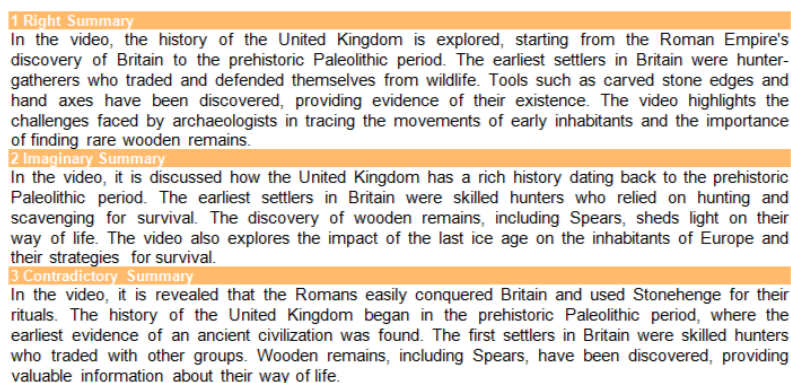 1 Right Summary
In the video, the history of the United Kingdom is explored, starting from the Roman Empire's
discovery of Britain to the prehistoric Paleolithic period. The earliest settlers in Britain were hunter-
gatherers who traded and defended themselves from wildlife. Tools such as carved stone edges and
hand axes have been discovered, providing evidence of their existence. The video highlights the
challenges faced by archaeologists in tracing the movements of early inhabitants and the importance
of finding rare wooden remains.
2 Imaginary Summary
In the video, it is discussed how the United Kingdom has a rich history dating back to the prehistoric
Paleolithic period. The earliest settlers in Britain were skilled hunters who relied on hunting and
scavenging for survival. The discovery of wooden remains, including Spears, sheds light on their
way of life. The video also explores the impact of the last ice age on the inhabitants of Europe and
their strategies for survival.
3 Contradictory Summary
In the video, it is revealed that the Romans easily conquered Britain and used Stonehenge for their
rituals. The history of the United Kingdom began in the prehistoric Paleolithic period, where the
earliest evidence of an ancient civilization was found. The first settlers in Britain were skilled hunters
who traded with other groups. Wooden remains, including Spears, have been discovered, providing
valuable information about their way of life.